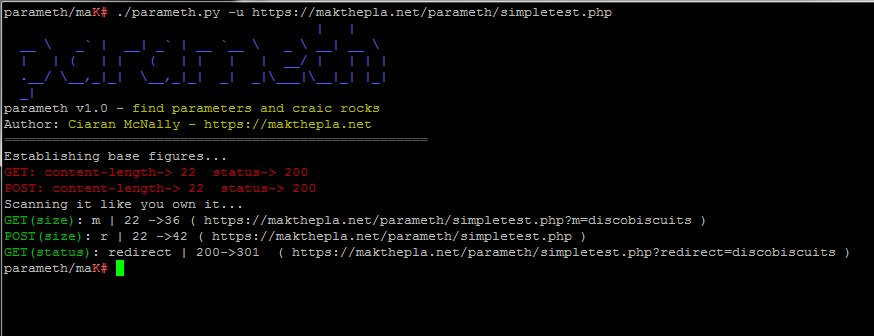 parameth/maK# ./parameth.py -u https://makthepla.net/parameth/simpletest.php
parameth
parameth v1.0 - find parameters and craic rocks
Author: Ciaran McNally - https://makthepla.net
=====================================================
Establishing base figures...
GET: content-length-> 22  status-> 200
POST: content-length-> 22  status-> 200
Scanning it like you own it...
GET(size): m | 22 ->36 ( https://makthepla.net/parameth/simpletest.php?m=discobiscuits )
POST(size): r | 22 ->42 ( https://makthepla.net/parameth/simpletest.php )
GET(status): redirect | 200->301  ( https://makthepla.net/parameth/simpletest.php?redirect=discobiscuits )
parameth/maK#